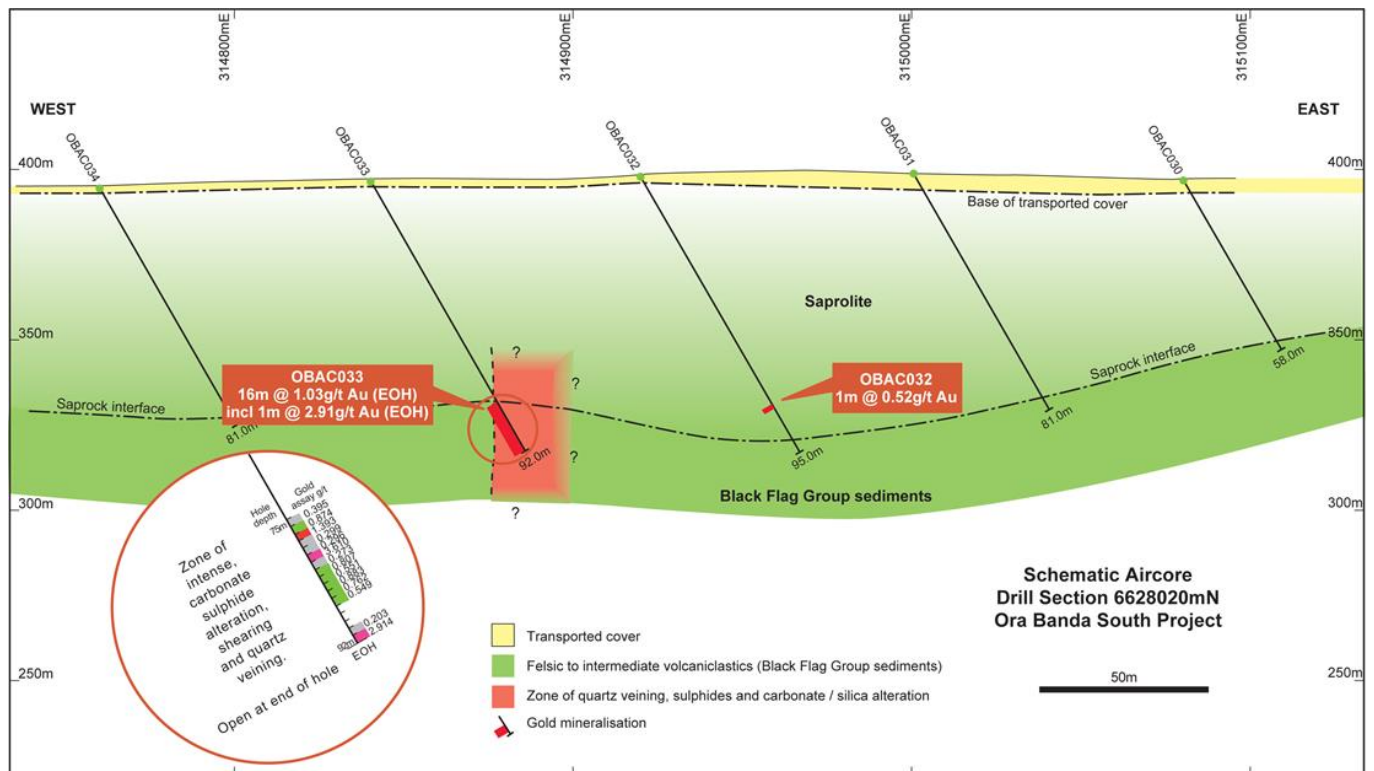 314800mE
314900mE
315000mE
315100mE
WEST
EAST
400m
400m
OBAC034
OBAC033
OBAC032
OBAC031
OBAC030
Base of transported cover
Saprolite
350m
350m
Saprock interface
Saprock interface
OBAC033
16m @ 1.03g/t Au (EOH)
incl 1m @ 2.91g/t Au (EOH)
OBAC032
1m @ 0.52g/t Au
?
?
?
?
81.0m
92.0m
95.0m
81.0m
58.0m
Black Flag Group sediments
300m
300m
Hole
depth
Gold
assay g/t
75m
0.395
0.874
1.393
0.549
0.203
2.914
92m
EOH
Zone of
intense,
carbonate
sulphide
alteration,
shearing
and quartz
veining.
Open at end of hole
Schematic Aircore
Drill Section 6628020mN
Ora Banda South Project
Transported cover
Felsic to intermediate volcaniclastics (Black Flag Group sediments)
Zone of quartz veining, sulphides and carbonate / silica alteration
Gold mineralisation
50m
250m
250m